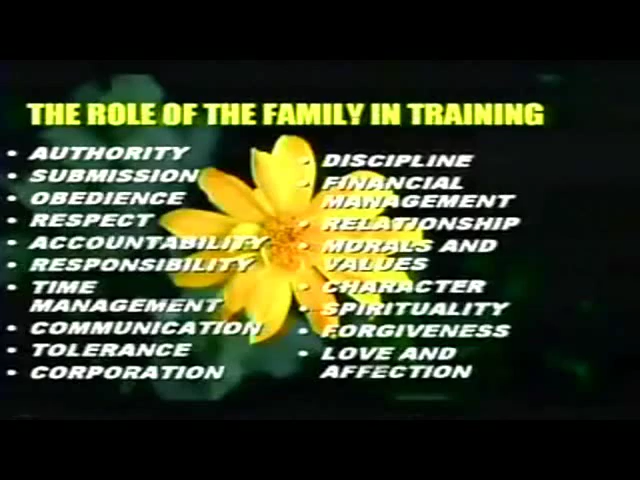 THE ROLE OF THE FAMILY IN TRAINING
• AUTHORITY
• SUBMISSION
• OBEDIENCE
• RESPECT
• ACCOUNTABILITY
• RESPONSIBILITY
• TIME
MANAGEMENT
• COMMUNICATION
• TOLERANCE
• CORPORATION
• DISCIPLINE
• FINANCIAL
MANAGEMENT
• RELATIONSHIP
• MORALS AND
VALUES
• CHARACTER
• SPIRITUALITY
• FORGIVENESS
• LOVE AND
AFFECTION